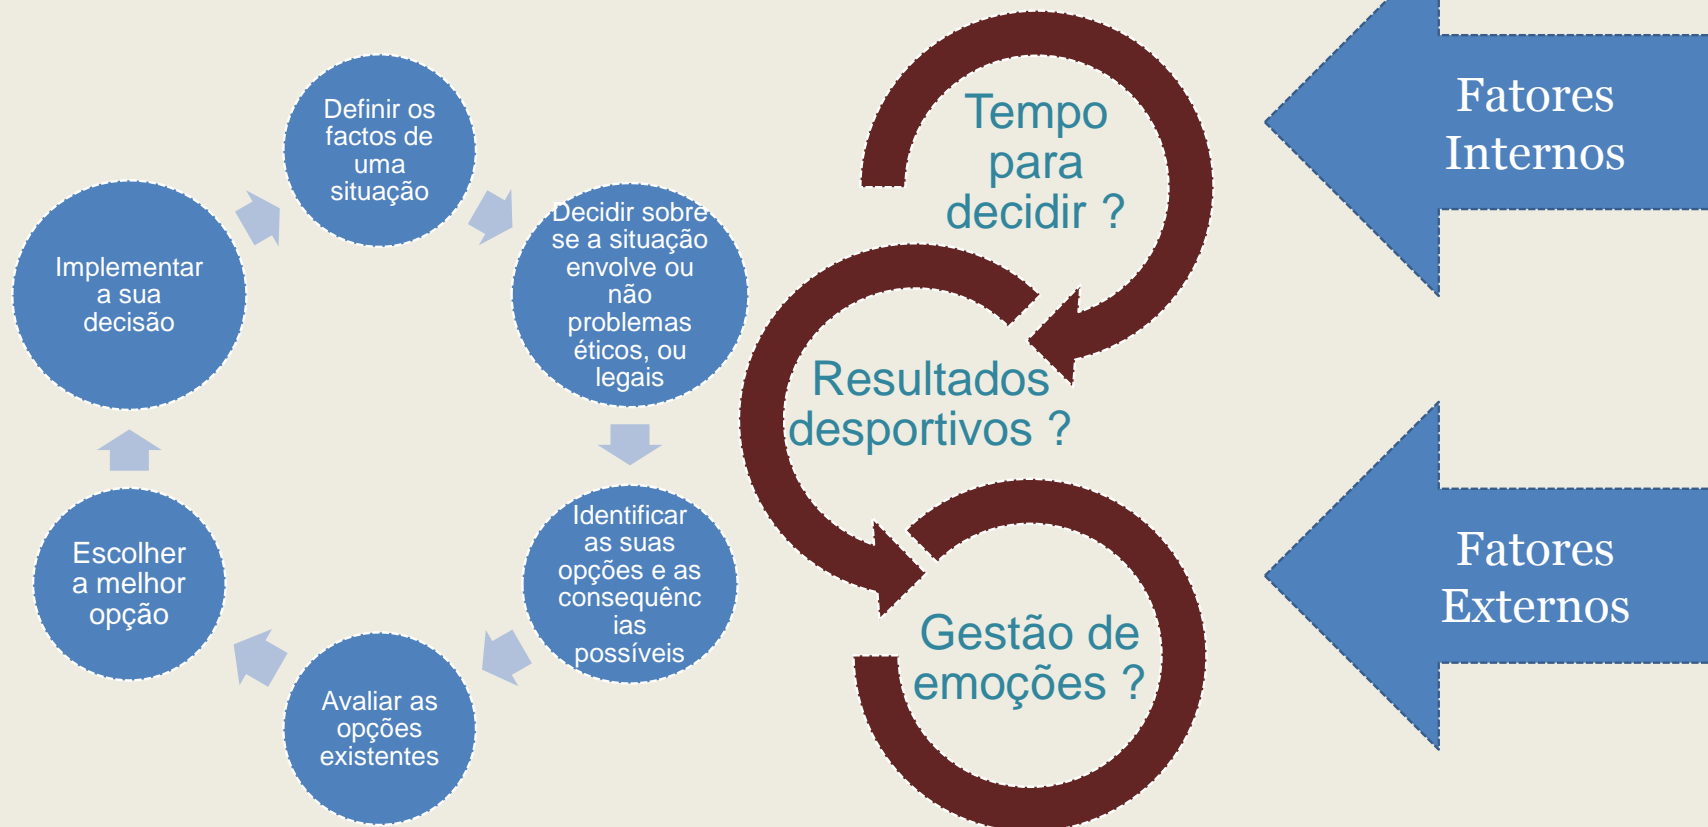 Definir os
factos de
uma
situação
Decidir sobre
se a situação
envolve ou
não
problemas
éticos, ou
legais
Identificar
as suas
opções e as
consequênc
ias
possíveis
Avaliar as
opções
existentes
Escolher
a melhor
opção
Implementar
a sua
decisão
Tempo
para
decidir ?
Resultados
desportivos ?
Gestão de
emoções ?
Fatores
Internos
Fatores
Externos